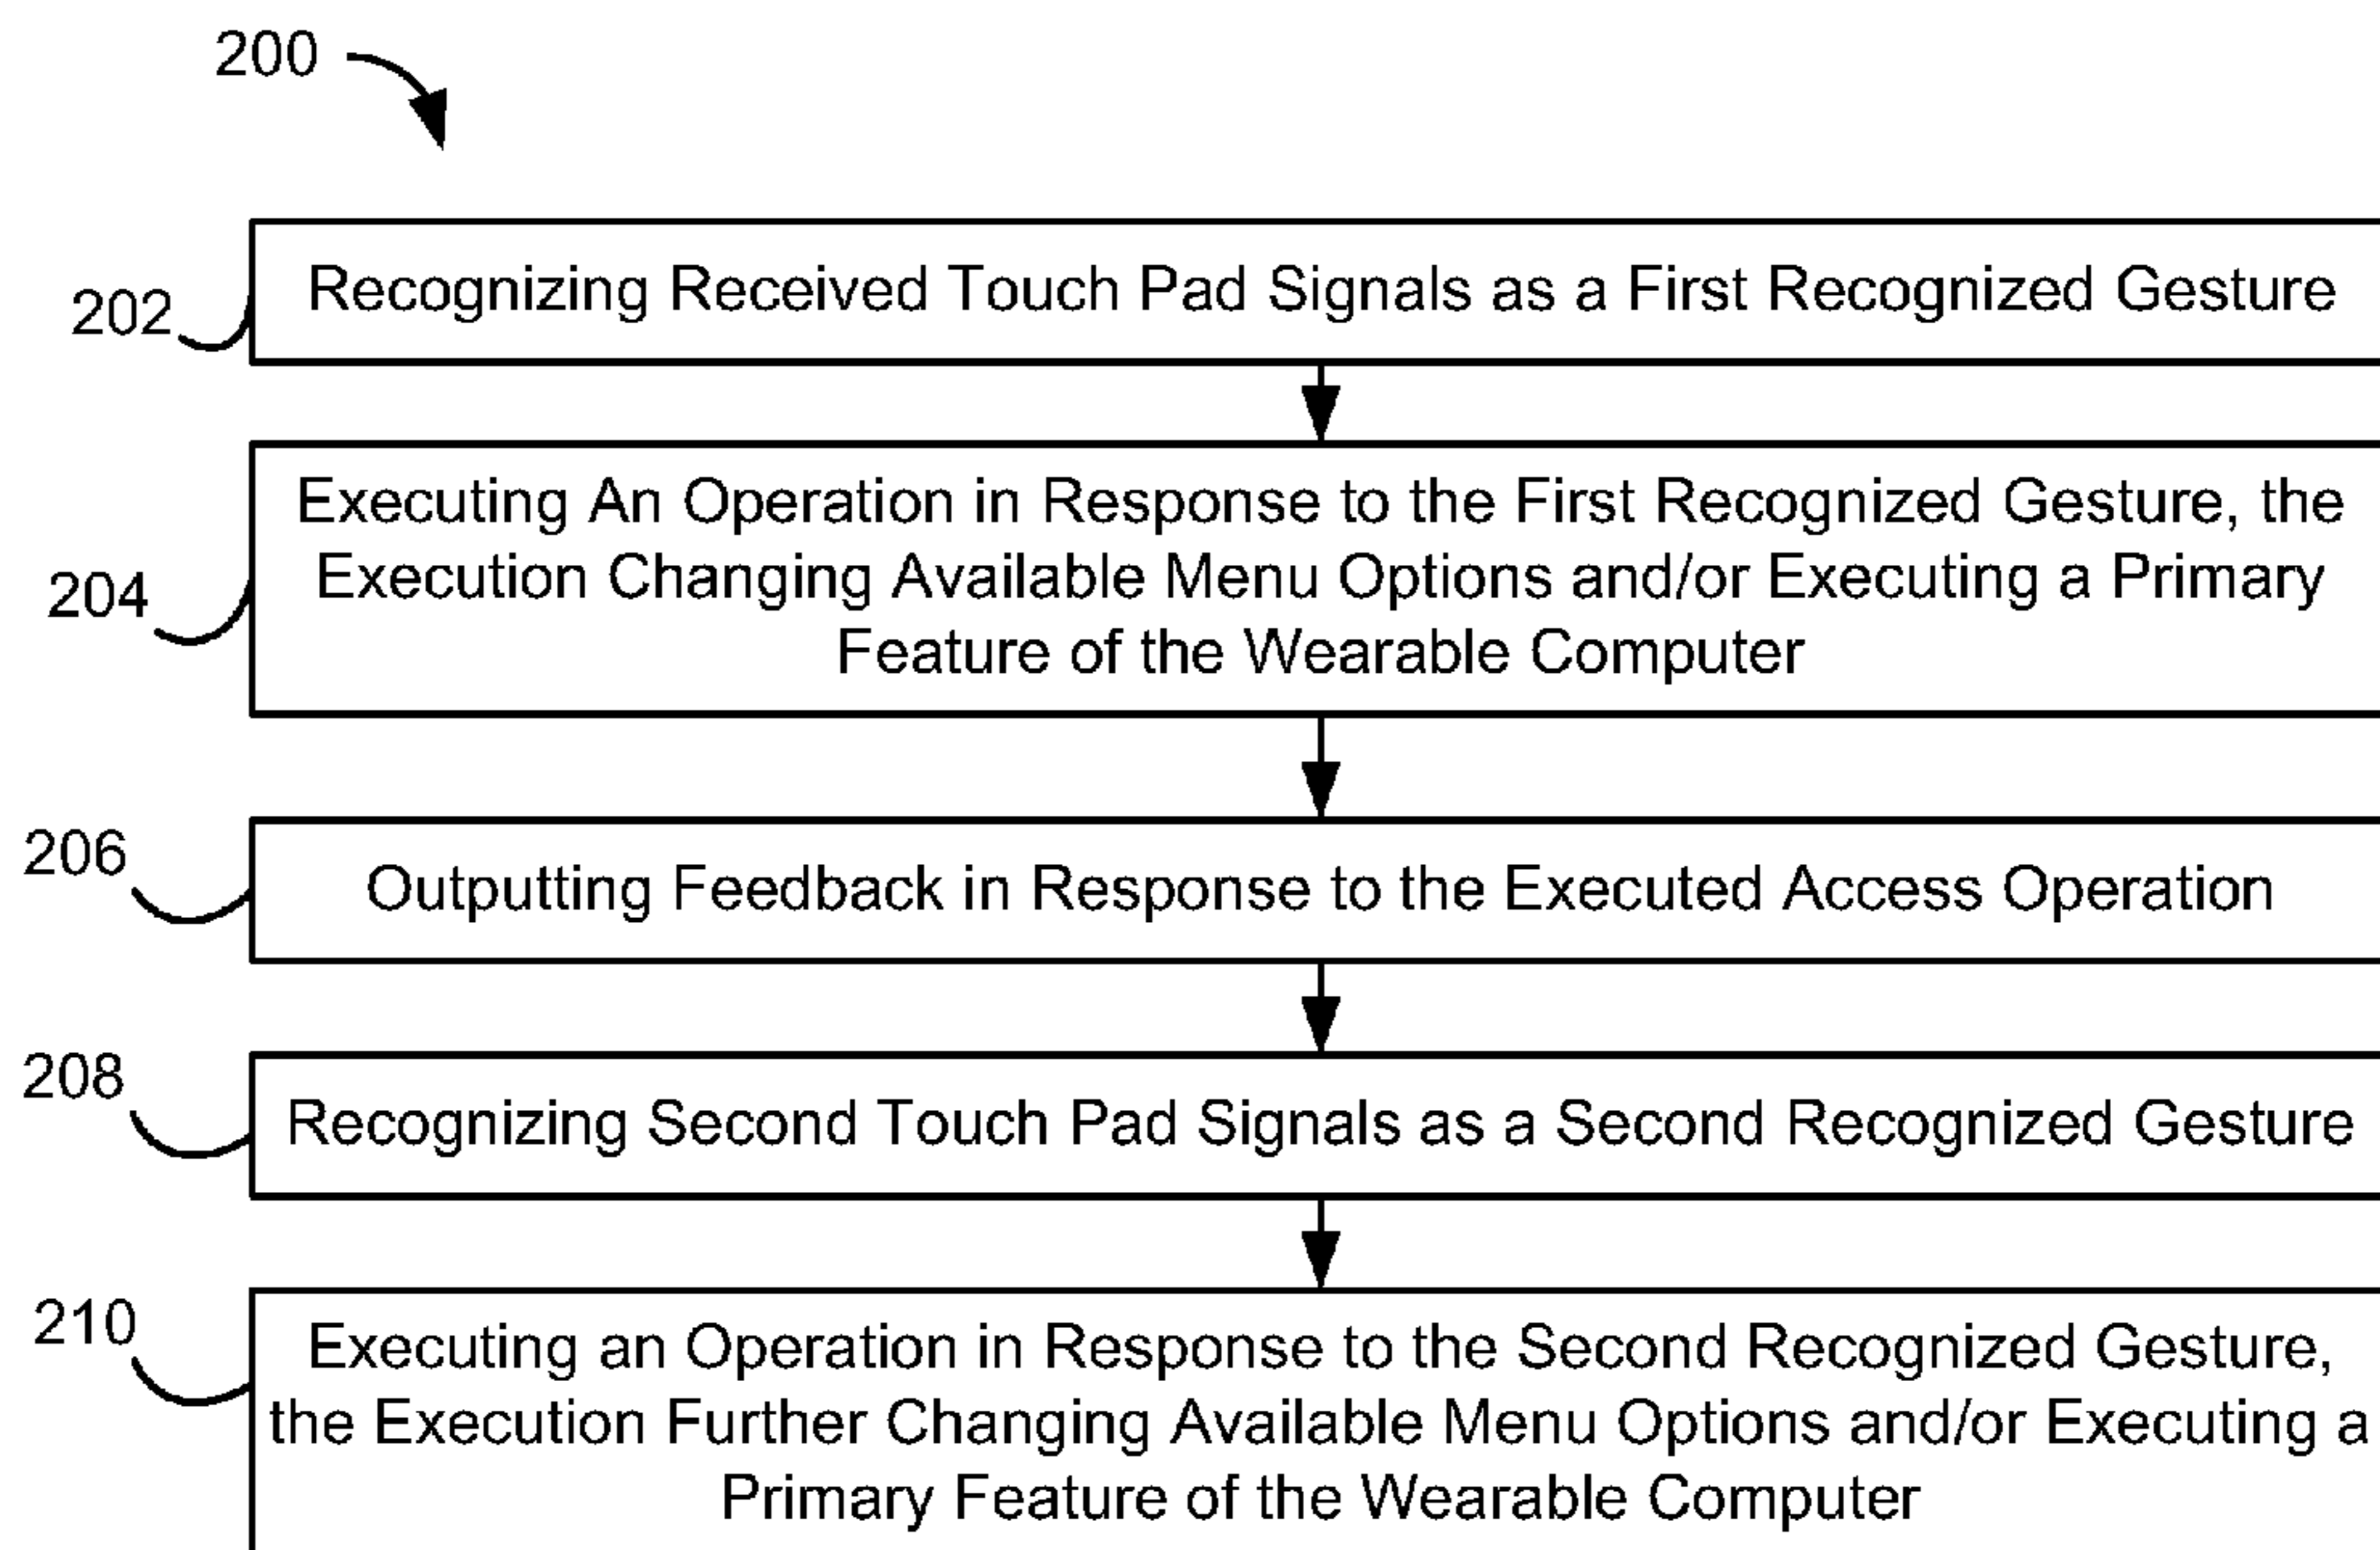 200
202
Recognizing Received Touch Pad Signals as a First Recognized Gesture
204
Executing An Operation in Response to the First Recognized Gesture, the
Execution Changing Available Menu Options and/or Executing a Primary
Feature of the Wearable Computer
206
Outputting Feedback in Response to the Executed Access Operation
208
Recognizing Second Touch Pad Signals as a Second Recognized Gesture
210
Executing an Operation in Response to the Second Recognized Gesture,
the Execution Further Changing Available Menu Options and/or Executing a
Primary Feature of the Wearable Computer